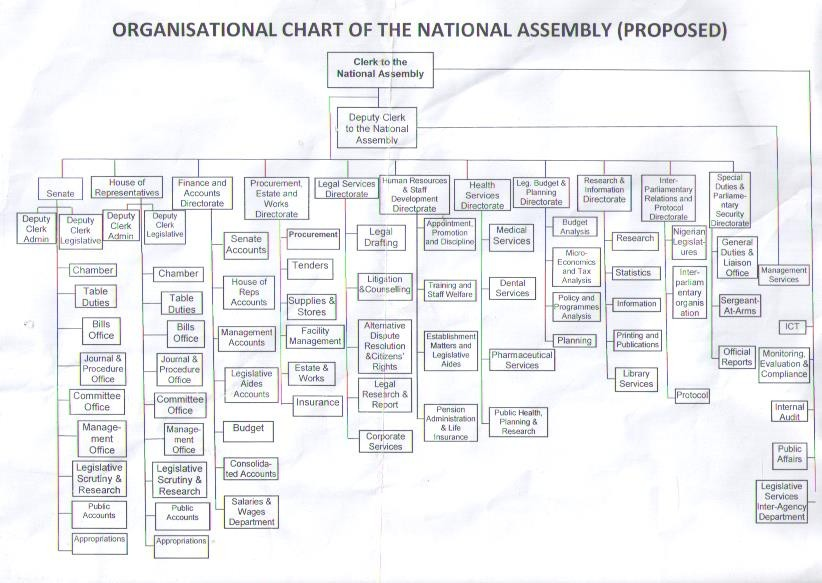 ORGANISATIONAL CHART OF THE NATIONAL ASSEMBLY (PROPOSED)
Clerk to the
National Assembly
Deputy Clerk
to the National
Assembly
Senate
House of
Representatives
Finance and
Accounts
Directorate
Procurement,
Estate and
Works
Directorate
Legal Services
Directorate
Human Resources
& Staff
Development
Directorate
Health
Services
Directorate
Leg. Budget &
Planning
Directorate
Research &
Information
Directorate
Inter-
Parliamentary
Relations and
Protocol
Directorate
Special
Duties &
Parliame-
ntary
Security
Directorate
Deputy
Clerk
Admin
Deputy
Clerk
Legislative
Chamber
Table
Duties
Bills
Office
Journal &
Procedure
Office
Committee
Office
Manage-
ment
Office
Legislative
Scrutiny &
Research
Public
Accounts
Appropriations
Deputy
Clerk
Admin
Deputy
Clerk
Legislative
Chamber
Table
Duties
Bills
Office
Journal &
Procedure
Office
Committee
Office
Manage-
ment
Office
Legislative
Scrutiny &
Research
Public
Accounts
Appropriations
Senate
Accounts
House of
Reps
Accounts
Management
Accounts
Legislative
Aides
Accounts
Budget
Consolida-
ted Accounts
Salaries &
Wages
Department
Procurement
Tenders
Supplies &
Stores
Facility
Management
Estate &
Works
Insurance
Legal
Drafting
Litigation
&Counselling
Alternative
Dispute
Resolution
&Citizens'
Rights
Legal
Research &
Report
Corporate
Services
Appointment,
Promotion
and Discipline
Training and
Staff Welfare
Establishment
Matters and
Legislative
Aides
Pension
Administration
& Life
Insurance
Medical
Services
Dental
Services
Pharmaceutical
Services
Public Health,
Planning &
Research
Budget
Analysis
Micro-
Economics
and Tax
Analysis
Policy and
Programmes
Analysis
Planning
Research
Statistics
Information
Printing and
Publications
Library
Services
Nigerian
Legislat-
ures
Inter-
parliam
entary
organis
ation
Protocol
General
Duties &
Liaison
Office
Sergeant-
At-Arms
Official
Reports
Management
Services
ICT
Monitoring,
Evaluation &
Compliance
Internal
Audit
Public
Affairs
Legislative
Services
Inter-Agency
Department